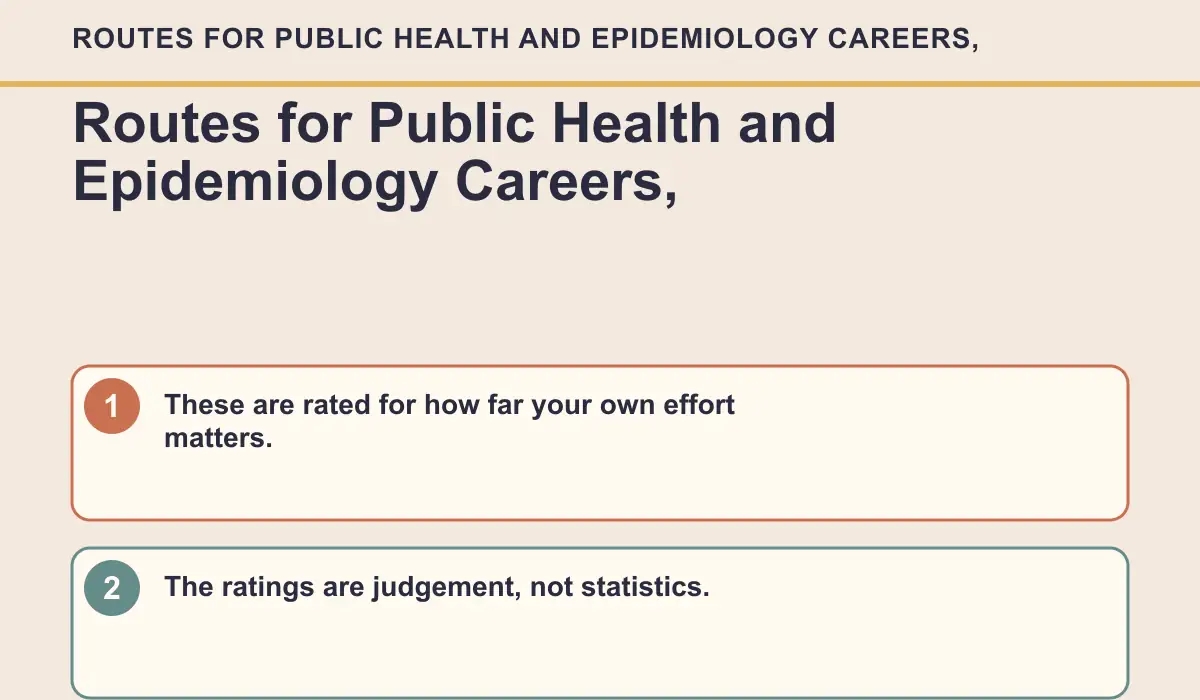 ROUTES FOR PUBLIC HEALTH AND EPIDEMIOLOGY CAREERS,
Routes for Public Health and
Epidemiology Careers,
1
These are rated for how far your own effort
matters.
2
The ratings are judgement, not statistics.